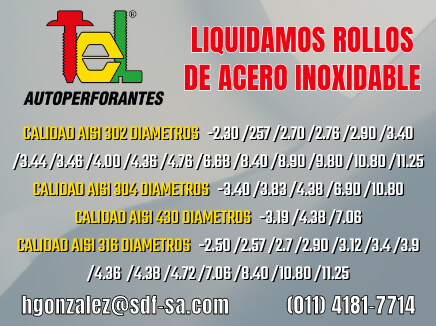 TEL®
AUTOPERFORANTES
LIQUIDAMOS ROLLOS
DE ACERO INOXIDABLE
CALIDAD AISI 302 DIAMETROS -2.30 /257 /2.70 /2.76 /2.90 /3.40
/3.44 /3.46 /4.00 /4.36 /4.76 /6.68 /8.40 /8.90 /9.80 /10.80 /11.25
CALIDAD AISI 304 DIAMETROS -3.40 /3.83 /4.38 /6.90 /10.80
CALIDAD AISI 430 DIAMETROS -3.19 /4.38 /7.06
CALIDAD AISI 316 DIAMETROS -2.50 /2.57 /2.7 /2.90 /3.12 /3.4 /3.9
/4.36 /4.38 /4.72 /7.06 /8.40 /10.80 /11.25
hgonzalez@sdf-sa.com (011) 4181-7714